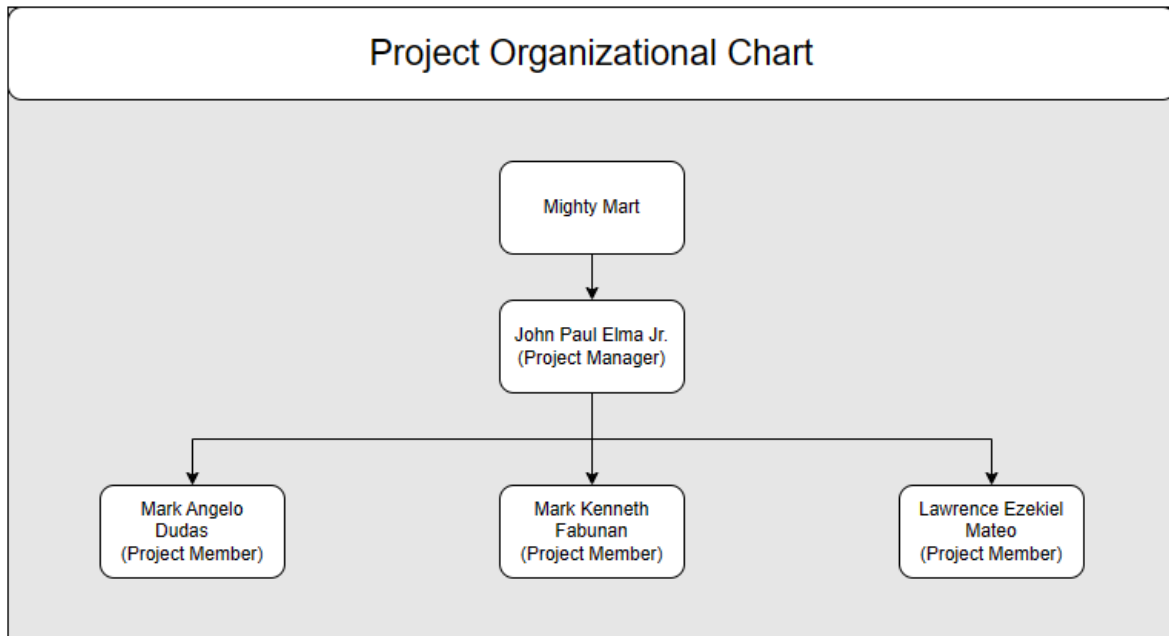 Project Organizational Chart
Mighty Mart
John Paul Elma Jr.
(Project Manager)
Mark Angelo
Dudas
(Project Member)
Mark Kenneth
Fabunan
(Project Member)
Lawrence Ezekiel
Mateo
(Project Member)